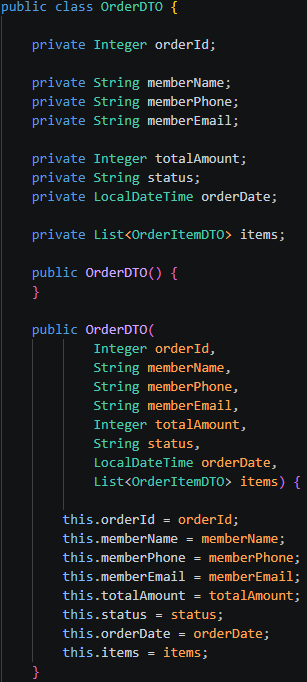 public class OrderDTO {
private Integer orderId;
private String memberName;
private String memberPhone;
private String memberEmail;
private Integer totalAmount;
private String status;
private LocalDateTime orderDate;
private List<OrderItemDTO> items;
public OrderDTO() {
}
public OrderDTO(
Integer orderId,
String memberName,
String memberPhone,
String memberEmail,
Integer totalAmount,
String status,
LocalDateTime orderDate,
List<OrderItemDTO> items) {
this.orderId = orderId;
this.memberName = memberName;
this.memberPhone = memberPhone;
this.memberEmail = memberEmail;
this.totalAmount = totalAmount;
this.status = status;
this.orderDate = orderDate;
this.items = items;
}